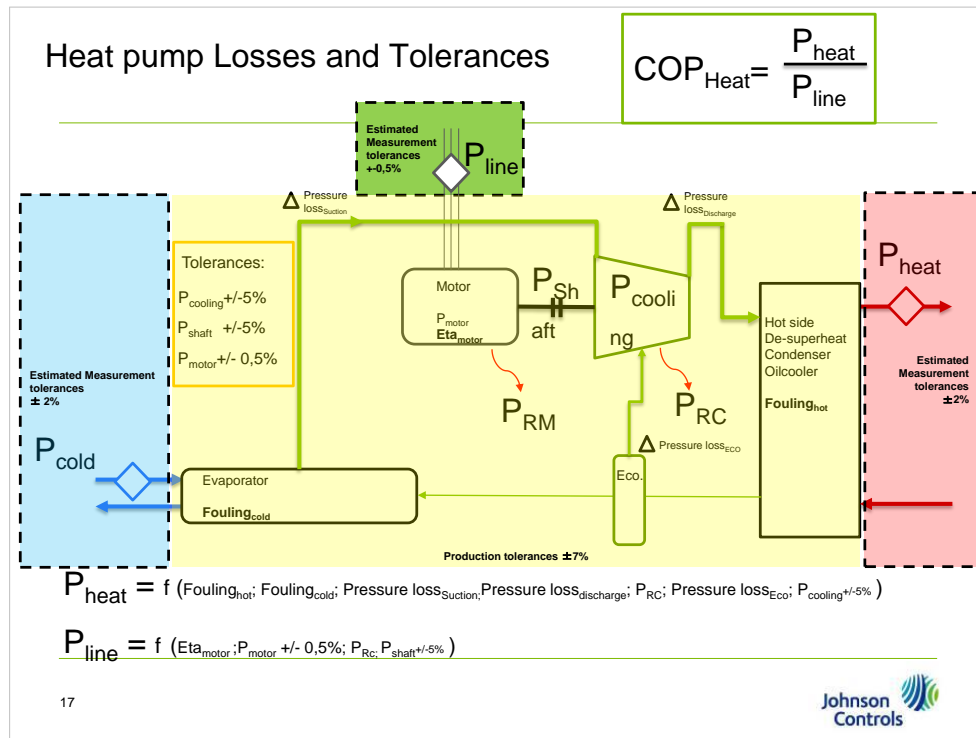 Heat pump Losses and Tolerances
COP_Heat = P_heat / P_line
Estimated
Measurement
tolerances
+-0,5%
P_line
Δ Pressure
loss_Suction
Δ Pressure
loss_Discharge
Tolerances:
P_cooling+/-5%
P_shaft +/-5%
P_motor+/- 0,5%
Motor
P_motor
Eta_motor
P_Sh
aft
P_cooli
ng
P_heat
Hot side
De-superheat
Condenser
Oilcooler
Fouling_hot
Estimated Measurement
tolerances
± 2%
Estimated
Measurement
tolerances
±2%
P_RM
P_RC
Δ Pressure loss_ECO
P_cold
Evaporator
Fouling_cold
Eco.
Production tolerances ±7%
P_heat = f (Fouling_hot; Fouling_cold; Pressure loss_Suction;Pressure loss_discharge; P_RC; Pressure loss_Eco; P_cooling+/-5% )
P_line = f (Eta_motor ;P_motor +/- 0,5%; P_Rc; P_shaft+/-5% )
17
Johnson
Controls